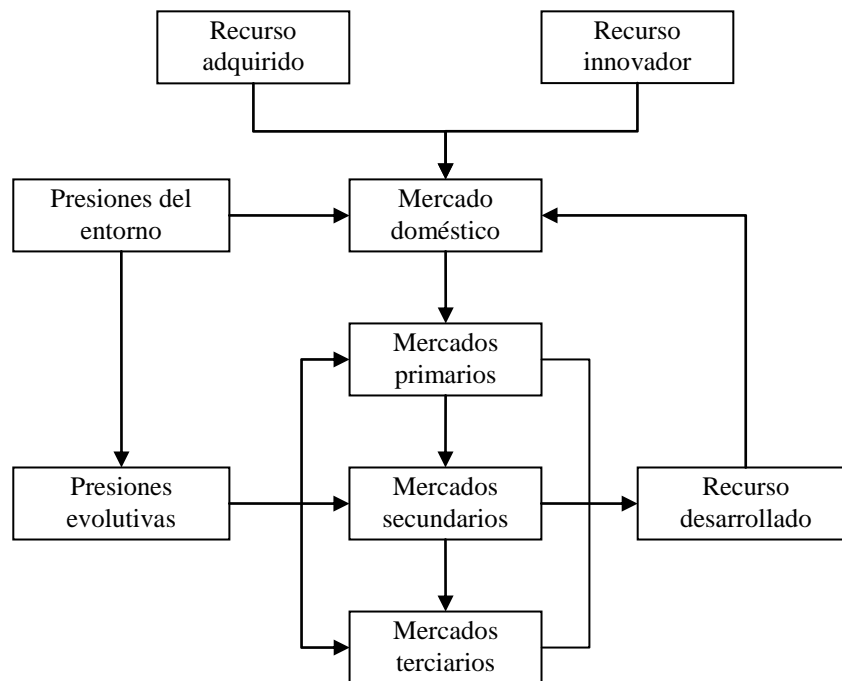 Recurso
adquirido
Recurso
innovador
Presiones del
entorno
Mercado
doméstico
Mercados
primarios
Presiones
evolutivas
Mercados
secundarios
Recurso
desarrollado
Mercados
terciarios